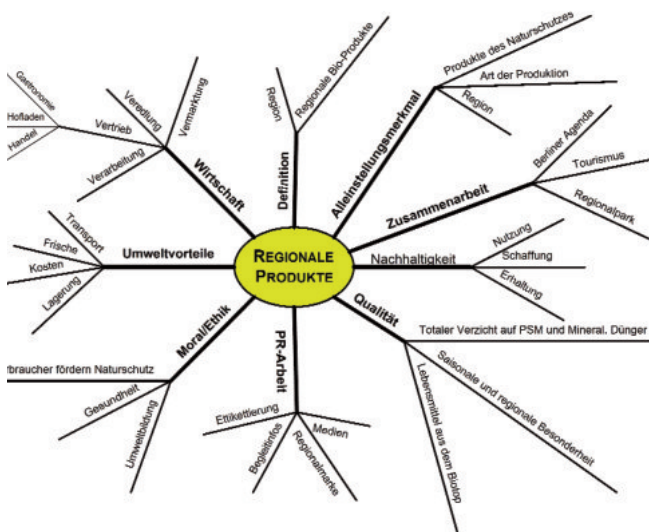 REGIONALE
PRODUKTE
Definition
Region
Regionale Bio-Produkte
Alleinstellungsmerkmal
Produkte des Naturschutzes
Art der Produktion
Region
Zusammenarbeit
Berliner Agenda
Tourismus
Regionalpark
Nachhaltigkeit
Nutzung
Schaffung
Erhaltung
Qualität
Totaler Verzicht auf PSM und Mineral. Dünger
Saisonale und regionale Besonderheit
Lebensmittel aus dem Biotop
PR-Arbeit
Medien
Regionalmarke
Begleitinfos
Ettikettierung
Moral/Ethik
Umweltbildung
Gesundheit
rbraucher fördern Naturschutz
Umweltvorteile
Lagerung
Kosten
Frische
Transport
Wirtschaft
Verarbeitung
Vertrieb
Handel
Hofladen
Gastronomie
Veredlung
Vermarktung